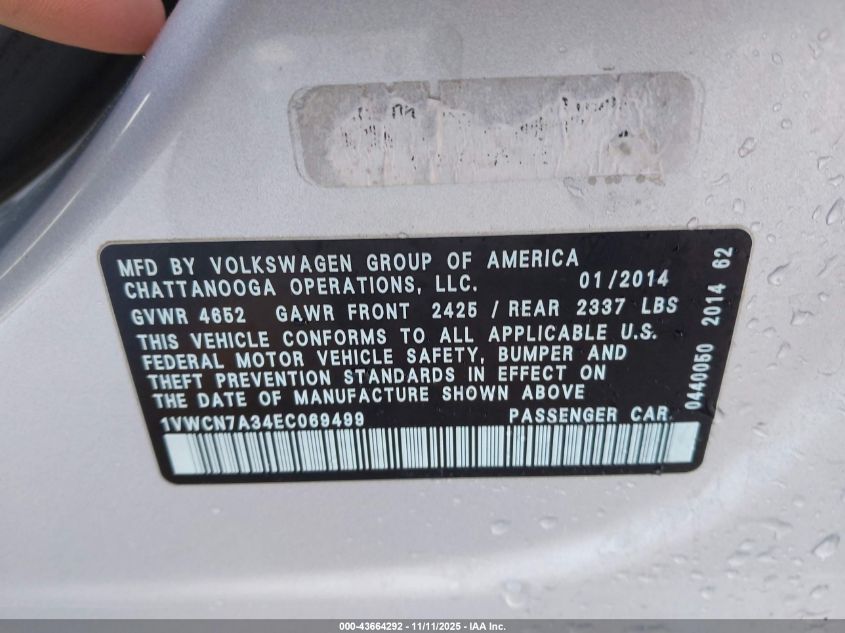 MFD BY VOLKSWAGEN GROUP OF AMERICA
CHATTANOOGA OPERATIONS, LLC. 01/2014
GVWR 4652 GAWR FRONT 2425 / REAR 2337 LBS
THIS VEHICLE CONFORMS TO ALL APPLICABLE U.S.
FEDERAL MOTOR VEHICLE SAFETY, BUMPER AND
THEFT PREVENTION STANDARDS IN EFFECT ON
THE DATE OF MANUFACTURE SHOWN ABOVE
1VWCN7A34EC069499 PASSENGER CAR
0440050 2014 62
000-43664292 - 11/11/2025 - IAA Inc.